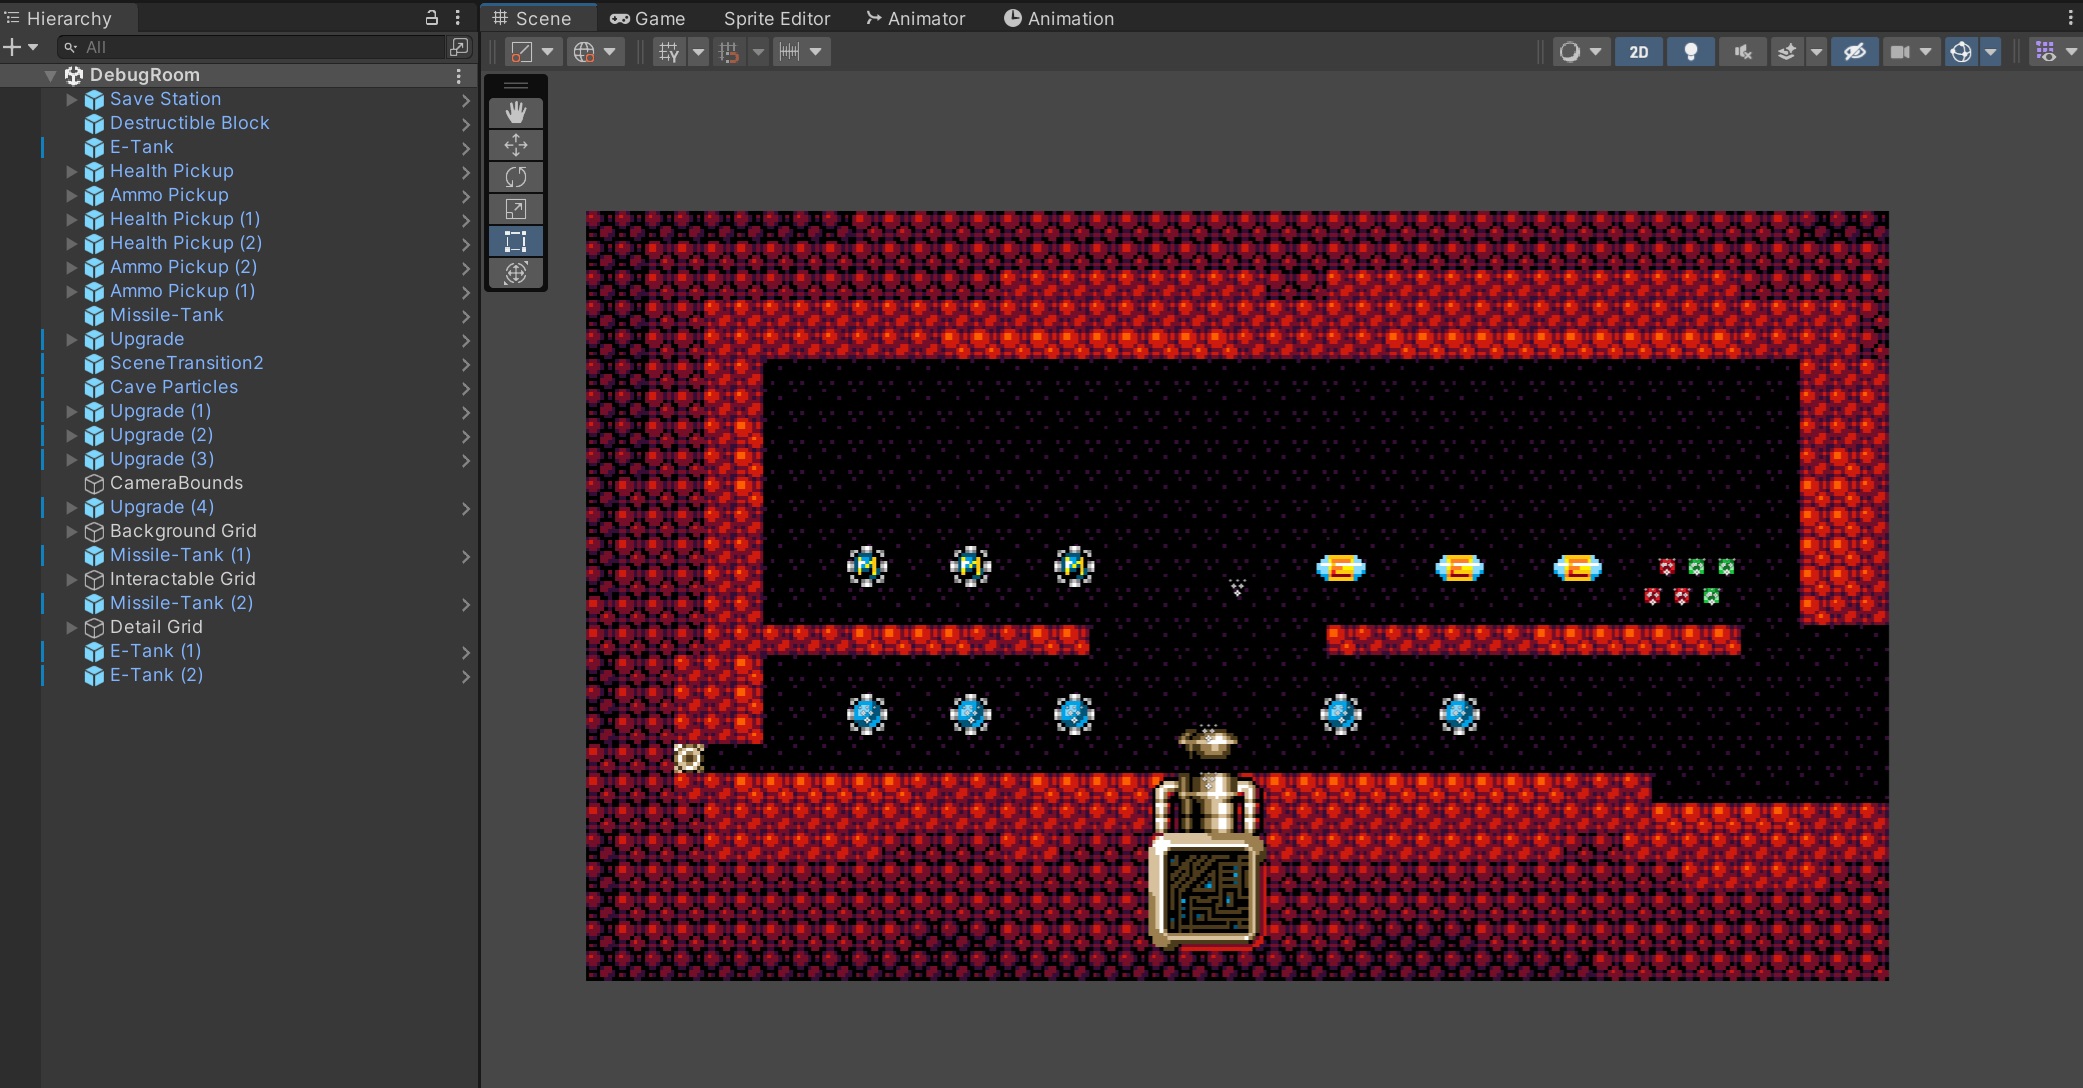 Hierarchy
Scene
Game
Sprite Editor
Animator
Animation
All
2D
DebugRoom
Save Station
Destructible Block
E-Tank
Health Pickup
Ammo Pickup
Health Pickup (1)
Health Pickup (2)
Ammo Pickup (2)
Ammo Pickup (1)
Missile-Tank
Upgrade
SceneTransition2
Cave Particles
Upgrade (1)
Upgrade (2)
Upgrade (3)
CameraBounds
Upgrade (4)
Background Grid
Missile-Tank (1)
Interactable Grid
Missile-Tank (2)
Detail Grid
E-Tank (1)
E-Tank (2)
M M M E E E